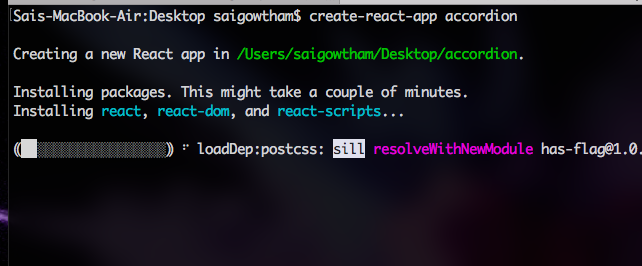 Sais-MacBook-Air:Desktop saigowtham$ create-react-app accordion
Creating a new React app in /Users/saigowtham/Desktop/accordion.
Installing packages. This might take a couple of minutes.
Installing react, react-dom, and react-scripts...
loadDep:postcss: sill resolveWithNewModule has-flag@1.0.